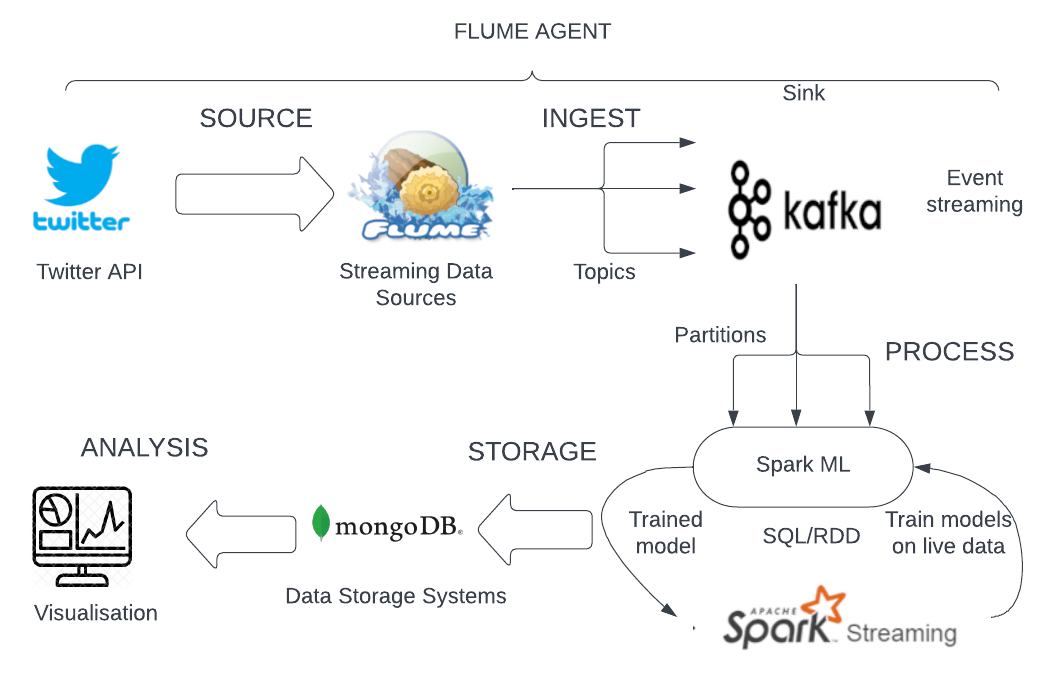 FLUME AGENT
Sink
SOURCE
INGEST
twitter
FLUME
kafka
Event
streaming
Twitter API
Streaming Data
Sources
Topics
Partitions
PROCESS
ANALYSIS
STORAGE
Spark ML
mongoDB®
Trained
model
SQL/RDD
Train models
on live data
Data Storage Systems
Visualisation
APACHE
Spark™ Streaming